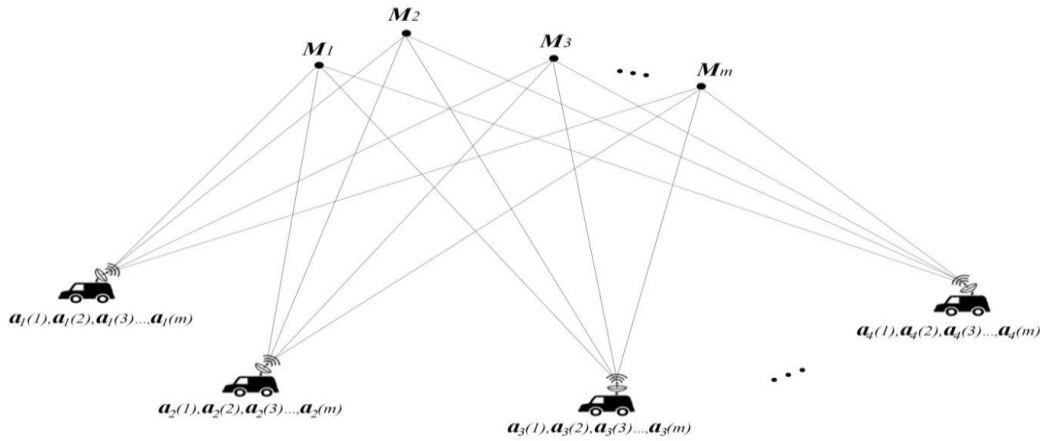 M2
M1
M3
...
Mm
a1(1),a1(2),a1(3)...,a1(m)
a4(1),a4(2),a4(3)...,a4(m)
...
a2(1),a2(2),a2(3)...,a2(m)
a3(1),a3(2),a3(3)...,a3(m)